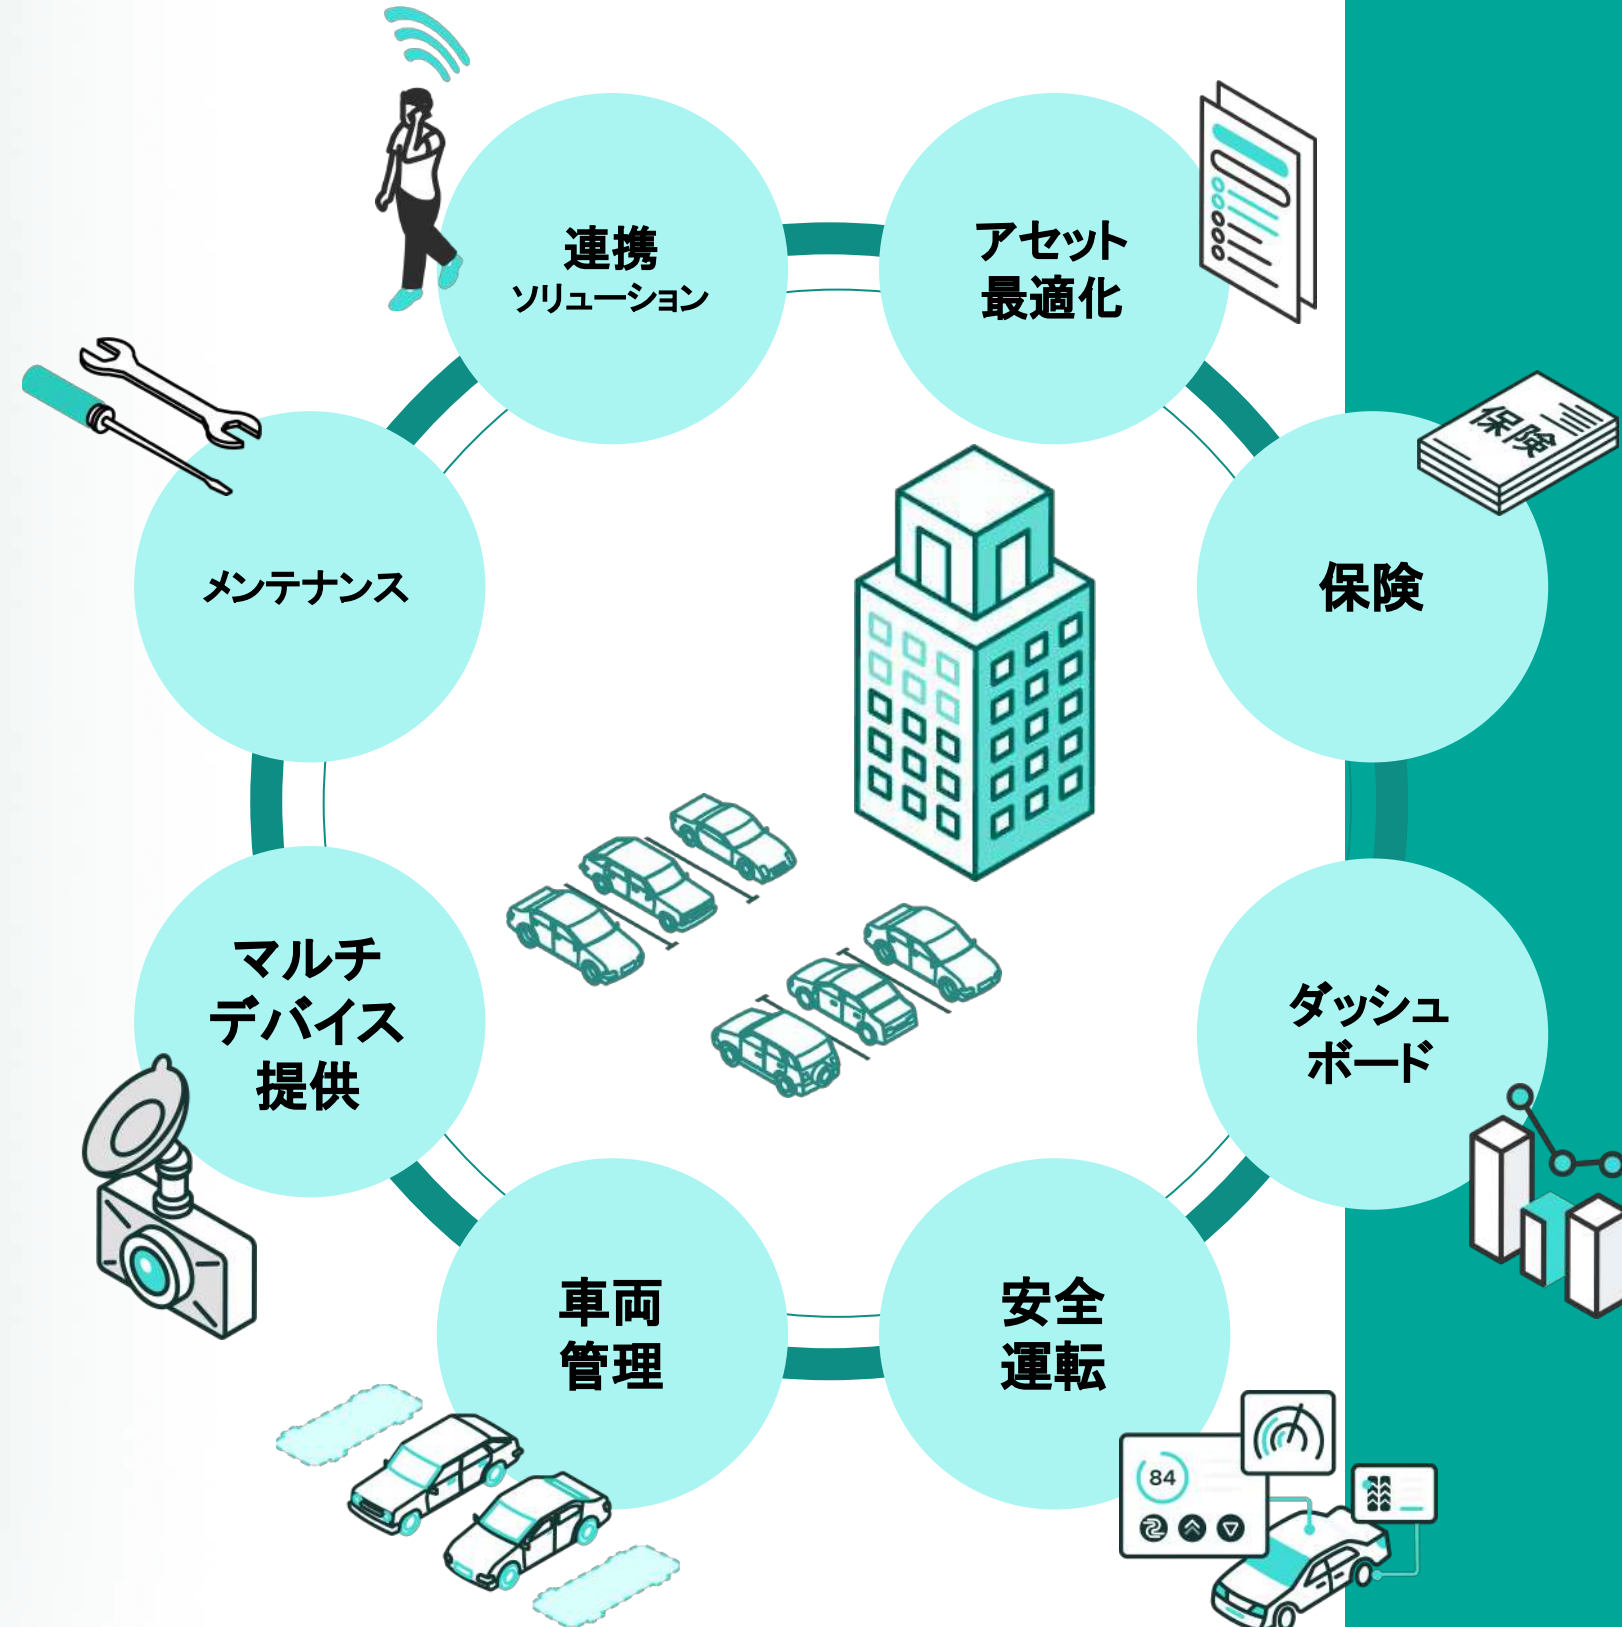 連携
ソリューション
アセット
最適化
保険
保険
メンテナンス
マルチ
デバイス
提供
ダッシュ
ボード
車両
管理
安全
運転
84